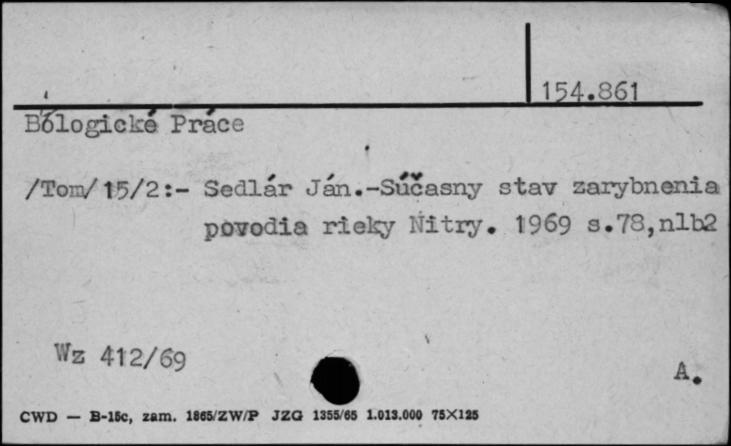 154.861
Bólogické Práce
/Tom/ 15/2:- Sedlár Ján.-Súčasny stav zarybnenia
povodia rieky Nitry. 1969 s.78,nlb2
Wz 412/69
A.
CWD — B-15c, zam. 1865/ZW/P JZG 1355/65 1.013.000 75X125